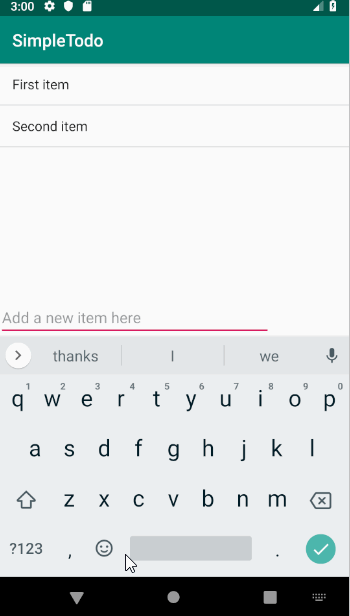 3:00
SimpleTodo
First item
Second item
Add a new item here
thanks I we
1 2 3 4 5 6 7 8 9 0
q w e r t y u i o p
a s d f g h j k l
z x c v b n m
?123 , .